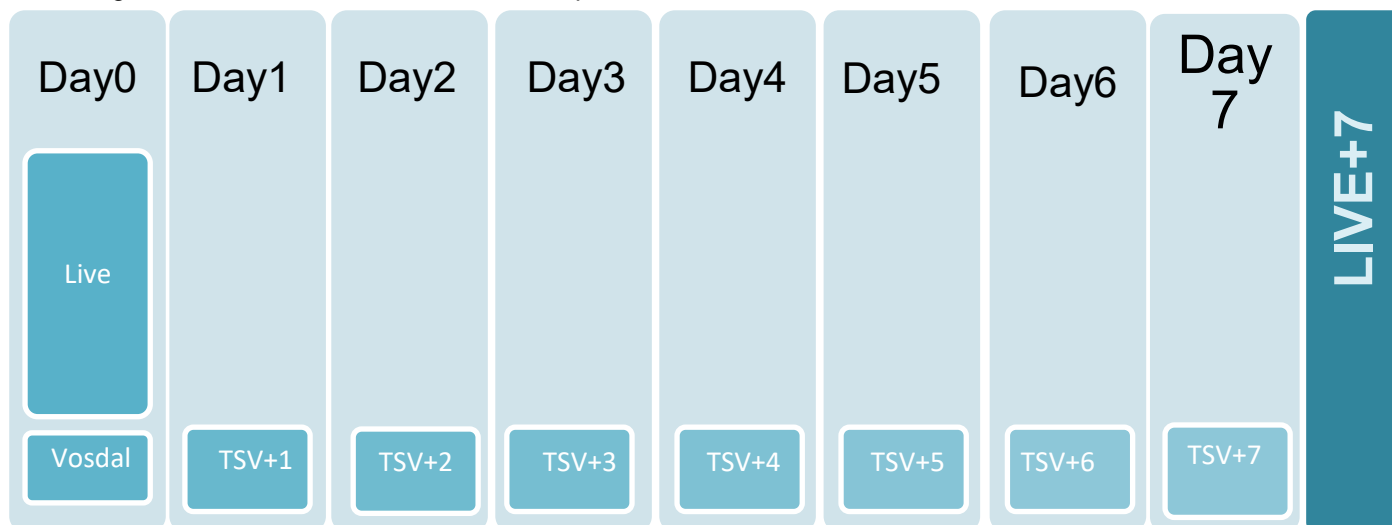 Day0
Day1
Day2
Day3
Day4
Day5
Day6
Day
7
LIVE+7
Live
Vosdal
TSV+1
TSV+2
TSV+3
TSV+4
TSV+5
TSV+6
TSV+7